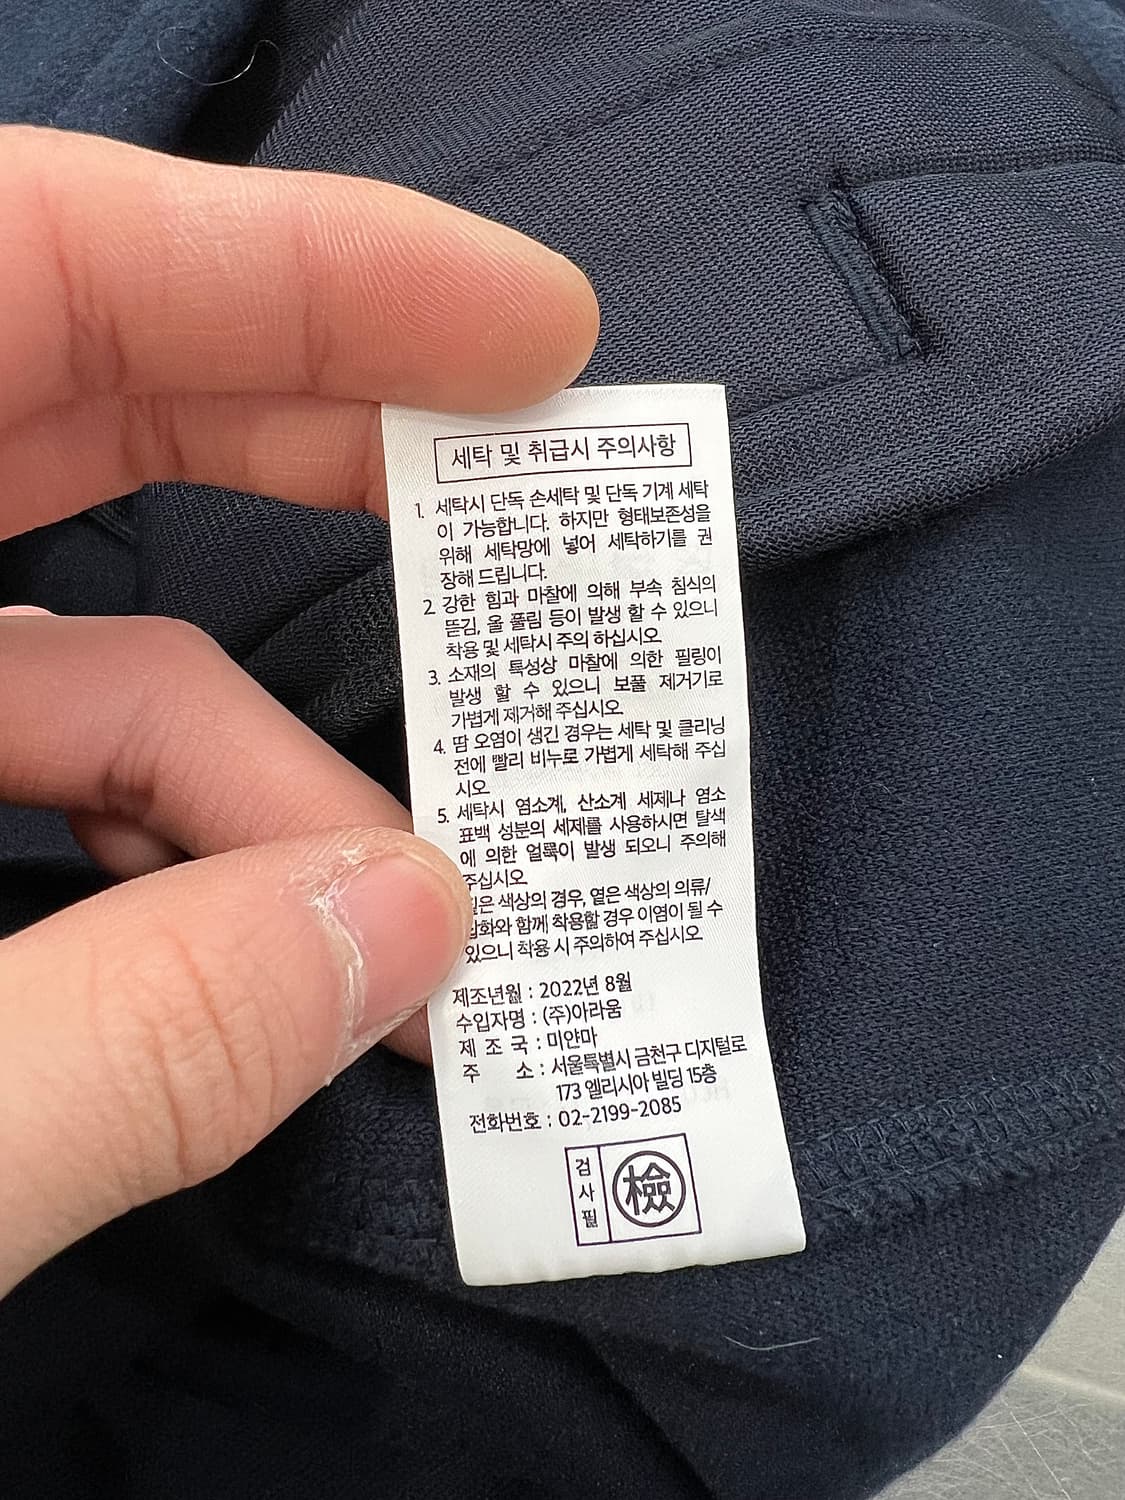 세탁 및 취급시 주의사항
1. 세탁시 단독 손세탁 및 단독 기계 세탁
이 가능합니다. 하지만 형태보존성을
위해 세탁망에 넣어 세탁하기를 권
장해 드립니다.
2. 강한 힘과 마찰에 의해 부속 침식의
뜯김, 올 풀림 등이 발생 할 수 있으니
착용 및 세탁시 주의 하십시오.
3. 소재의 특성상 마찰에 의한 필링이
발생 할 수 있으니 보풀 제거기로
가볍게 제거해 주십시오.
4. 땀 오염이 생긴 경우는 세탁 및 클리닝
전에 빨리 비누로 가볍게 세탁해 주십
시오.
5. 세탁시 염소계, 산소계 세제나 염소
표백 성분의 세제를 사용하시면 탈색
에 의한 얼룩이 발생 되오니 주의해
주십시오.
색상의 경우, 옅은 색상의 의류/
함께 착용할 경우 이염이 될 수
있으니 착용 시 주의하여 주십시오.
제조년월 : 2022년 8월
수입자명 : (주)아라움
제 조 국 : 미얀마
주 소 : 서울특별시 금천구 디지털로
173 엘리시아 빌딩 15층
전화번호 : 02-2199-2085
검사필 檢